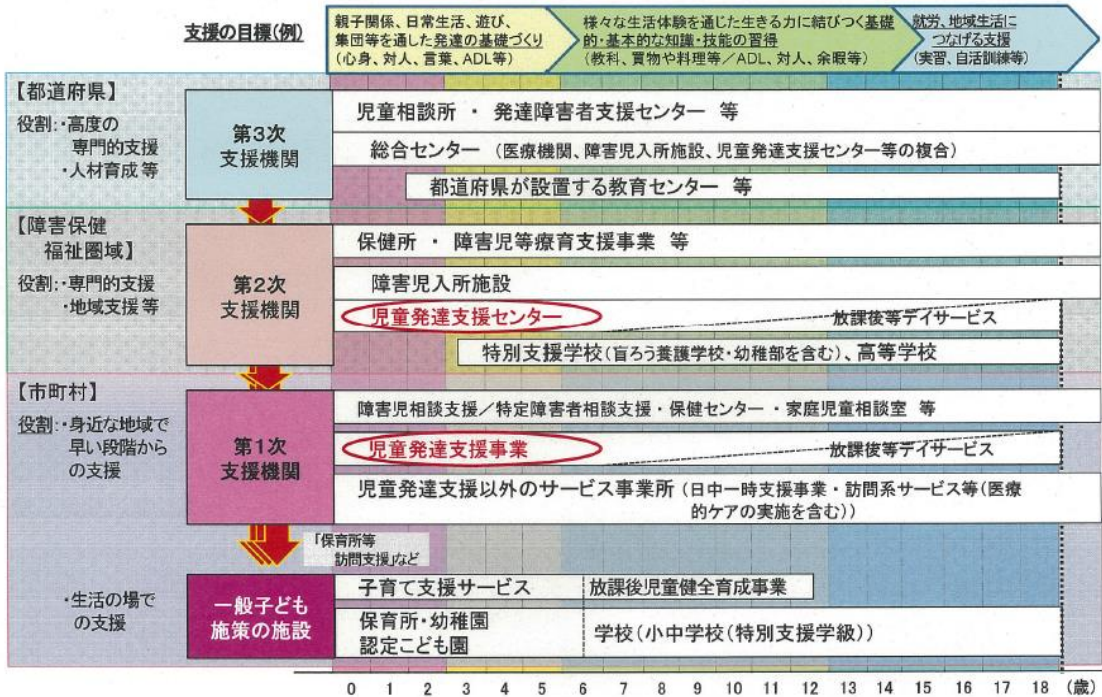 支援の目標(例)
親子関係、日常生活、遊び、
集団等を通した発達の基礎づくり
(心身、対人、言葉、ADL等)
様々な生活体験を通じた生きる力に結びつく基礎
的・基本的な知識・技能の習得
(教科、買物や料理等／ADL、対人、余暇等)
就労、地域生活に
つなげる支援
(実習、自活訓練等)
【都道府県】
役割:・高度の
専門的支援
・人材育成 等
第3次
支援機関
児童相談所 ・ 発達障害者支援センター 等
総合センター (医療機関、障害児入所施設、児童発達支援センター等の複合)
都道府県が設置する教育センター 等
【障害保健
福祉圏域】
役割:・専門的支援
・地域支援 等
第2次
支援機関
保健所 ・ 障害児等療育支援事業 等
障害児入所施設
児童発達支援センター
放課後等デイサービス
特別支援学校(盲ろう養護学校・幼稚部を含む)、高等学校
【市町村】
役割:・身近な地域で
早い段階から
の支援
第1次
支援機関
障害児相談支援／特定障害者相談支援・保健センター ・家庭児童相談室 等
児童発達支援事業
放課後等デイサービス
児童発達支援以外のサービス事業所 (日中一時支援事業・訪問系サービス等(医療
的ケアの実施を含む))
「保育所等
訪問支援」など
・生活の場で
の支援
一般子ども
施策の施設
子育て支援サービス
放課後児童健全育成事業
保育所・幼稚園
認定こども園
学校(小中学校(特別支援学級))
0 1 2 3 4 5 6 7 8 9 10 11 12 13 14 15 16 17 18 (歳)